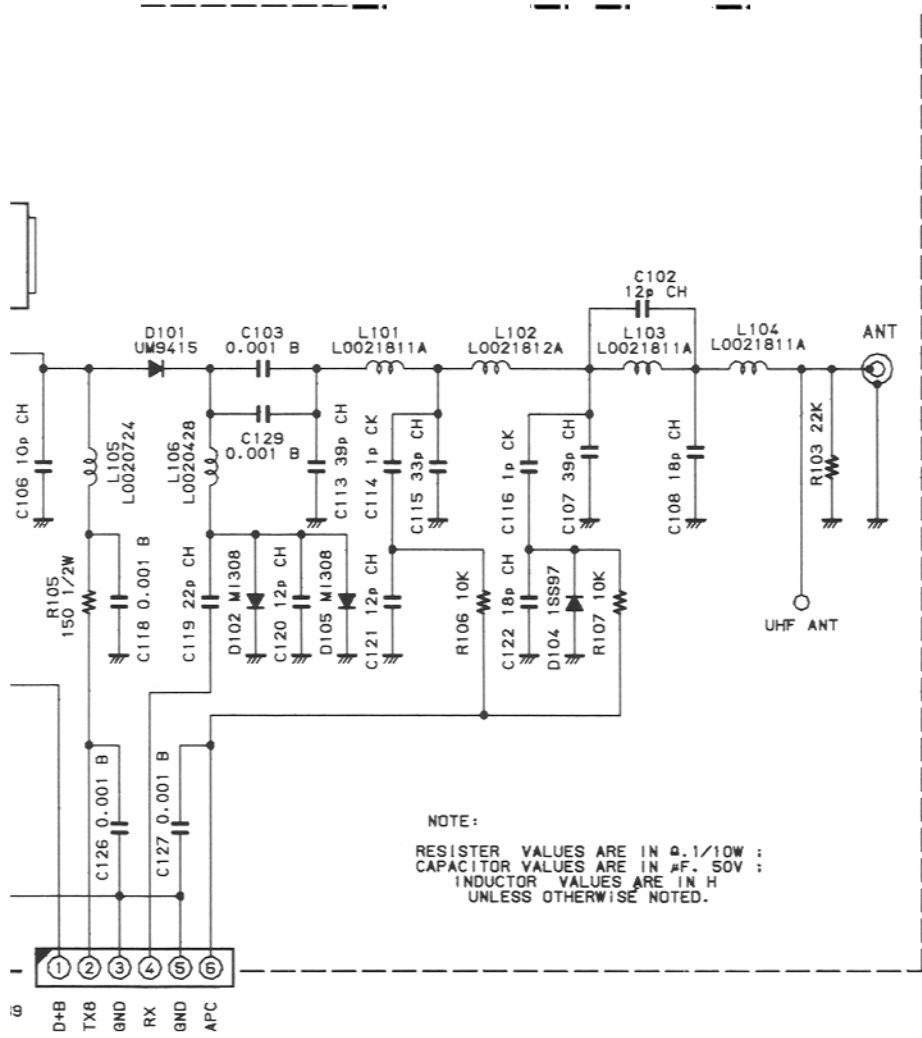 C102
12p CH
D101
UM9415
C103
0.001 B
L101
L0021811A
L102
L0021812A
L103
L0021811A
L104
L0021811A
ANT
C129
0.001 B
C106 10p CH
L105
L0020724
L106
L0020428
C113 39p CH
C114 1p CK
C115 33p CH
C116 1p CK
C107 39p CH
C108 18p CH
R103 22K
R105
150 1/2W
C118 0.001 B
C119 22p CH
D102 MI308
C120 12p CH
D105 MI308
C121 12p CH
R106 10K
C122 18p CH
D104 1SS97
R107 10K
UHF ANT
C126 0.001 B
C127 0.001 B
NOTE:
RESISTER VALUES ARE IN Ω. 1/10W ;
CAPACITOR VALUES ARE IN μF. 50V ;
INDUCTOR VALUES ARE IN H
UNLESS OTHERWISE NOTED.
1 2 3 4 5 6
D+B
TX8
GND
RX
GND
APC